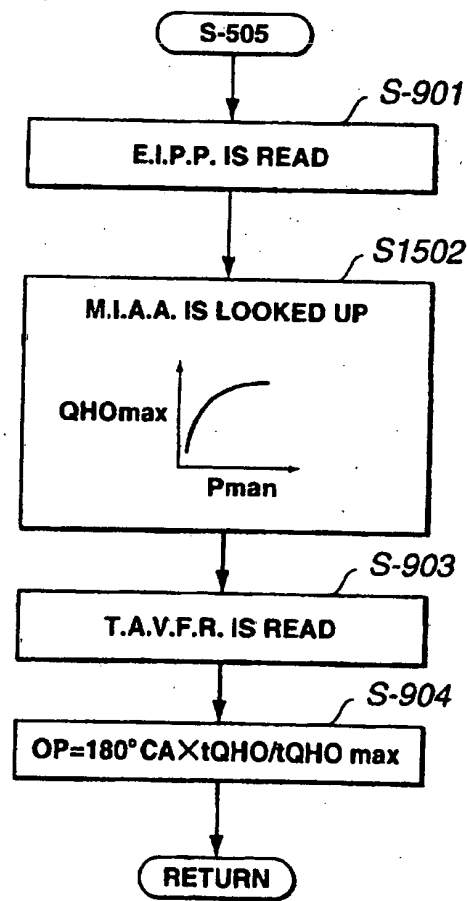 S-505
S-901
E.I.P.P. IS READ
S1502
M.I.A.A. IS LOOKED UP
QHOmax
Pman
S-903
T.A.V.F.R. IS READ
S-904
OP=180°CA×tQHO/tQHO max
RETURN